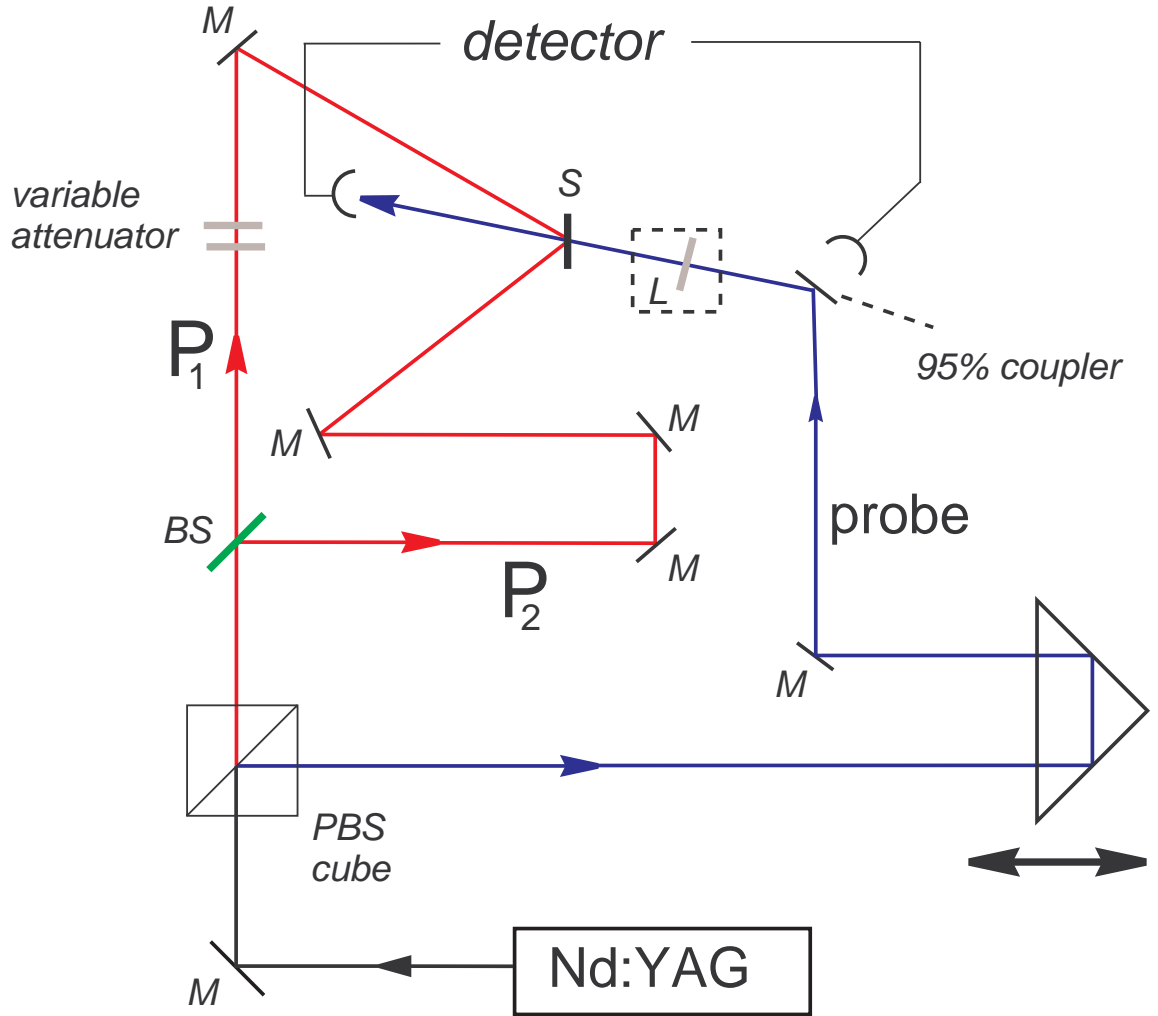 M
detector
S
variable
attenuator
L
P1
95% coupler
M
M
probe
BS
P2
M
M
PBS
cube
Nd:YAG
M